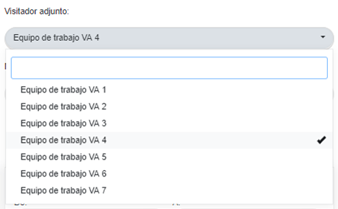 Visitador adjunto:
Equipo de trabajo VA 4
Equipo de trabajo VA 1
Equipo de trabajo VA 2
Equipo de trabajo VA 3
Equipo de trabajo VA 4
Equipo de trabajo VA 5
Equipo de trabajo VA 6
Equipo de trabajo VA 7